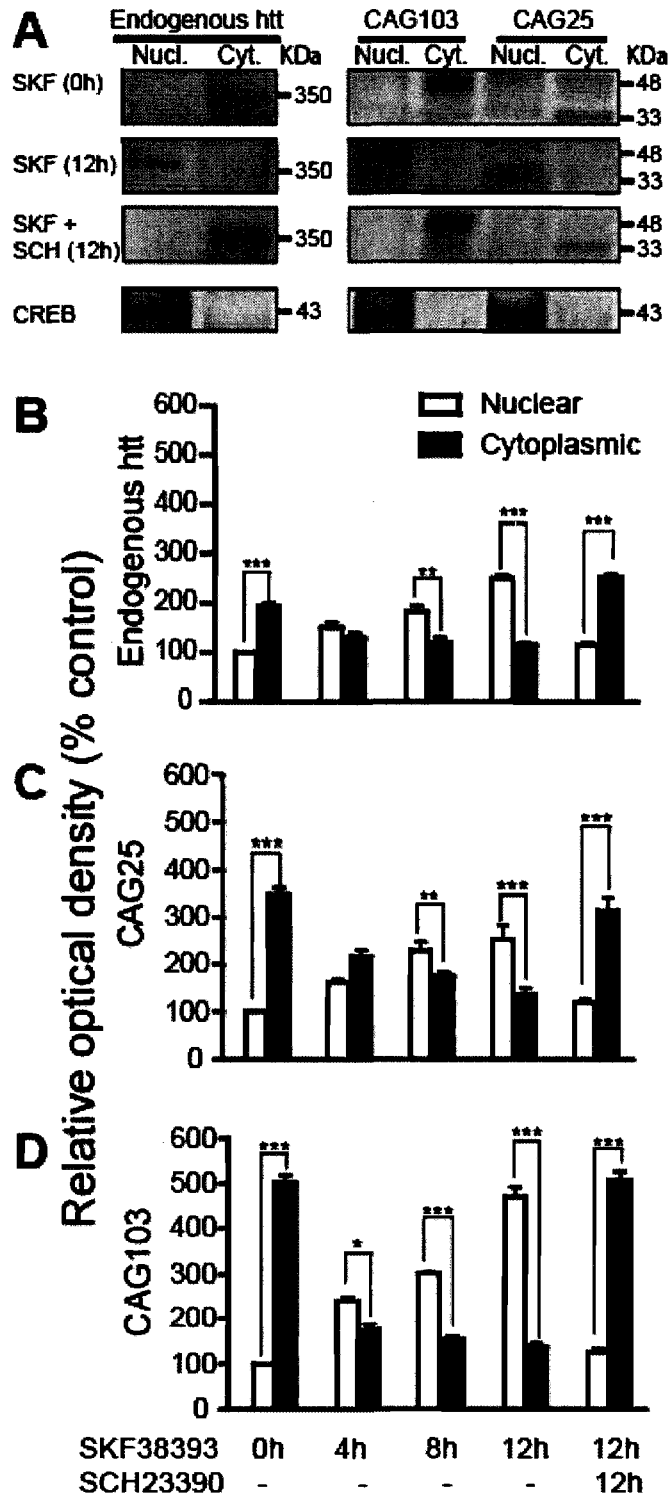 A
Endogenous htt CAG103 CAG25
Nucl. Cyt. KDa Nucl. Cyt. Nucl. Cyt. KDa
SKF (0h) 350 48
33
SKF (12h) 350 48
33
SKF +
SCH (12h) 350 48
33
CREB 43 43
B
Nuclear
Cytoplasmic
Relative optical density (% control)
Endogenous htt
600
500
400
300
200
100
0
*** ** *** ***
C
CAG25
600
500
400
300
200
100
0
*** ** *** ***
D
CAG103
600
500
400
300
200
100
0
*** * *** *** ***
SKF38393 0h 4h 8h 12h 12h
SCH23390 - - - - 12h